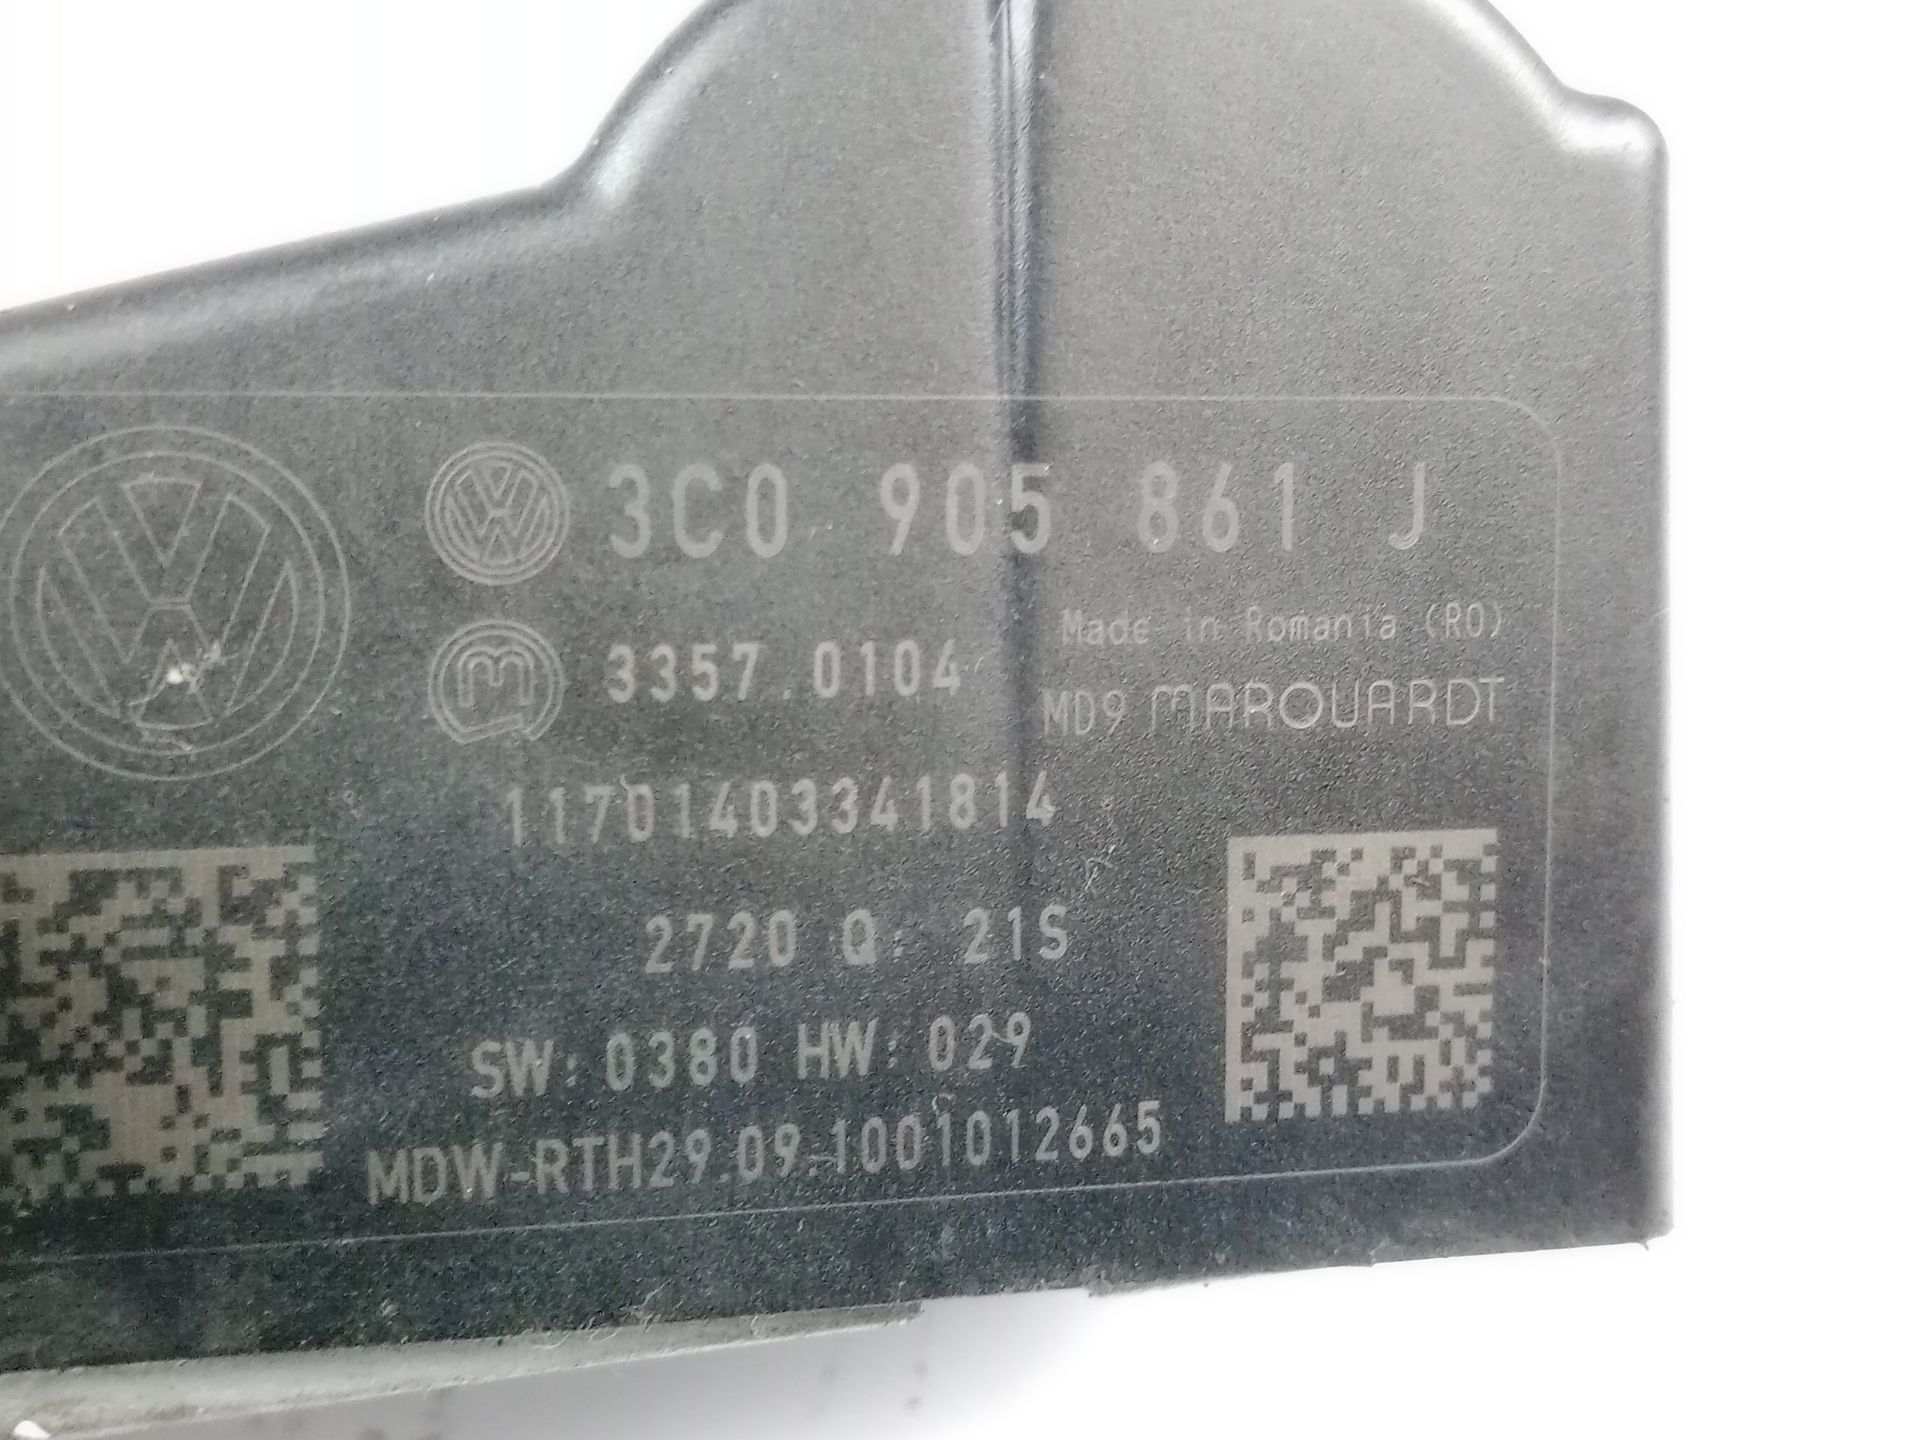 3C0 905 861 J
Made in Romania (RO)
3357.0104
MD9 MARQUARDT
11701403341814
2720 Q: 21S
SW: 0380 HW: 029
MDW-RTH29.09.1001012665